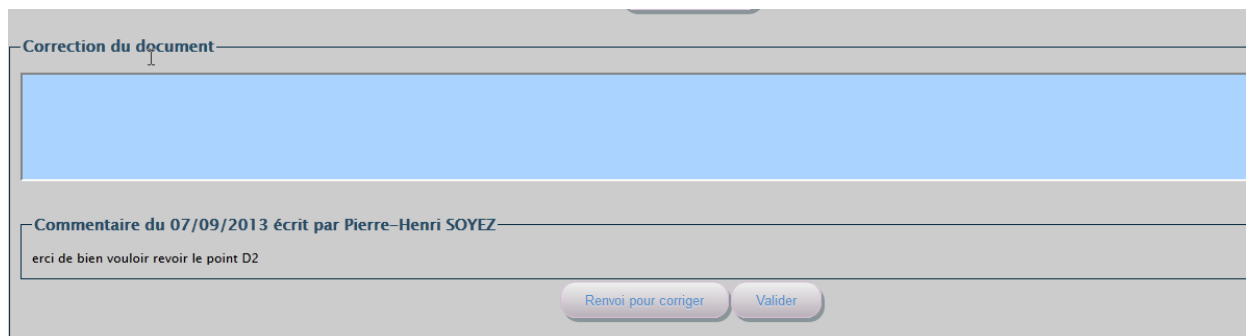 Correction du document
Commentaire du 07/09/2013 écrit par Pierre-Henri SOYEZ
erci de bien vouloir revoir le point D2
Renvoi pour corriger Valider